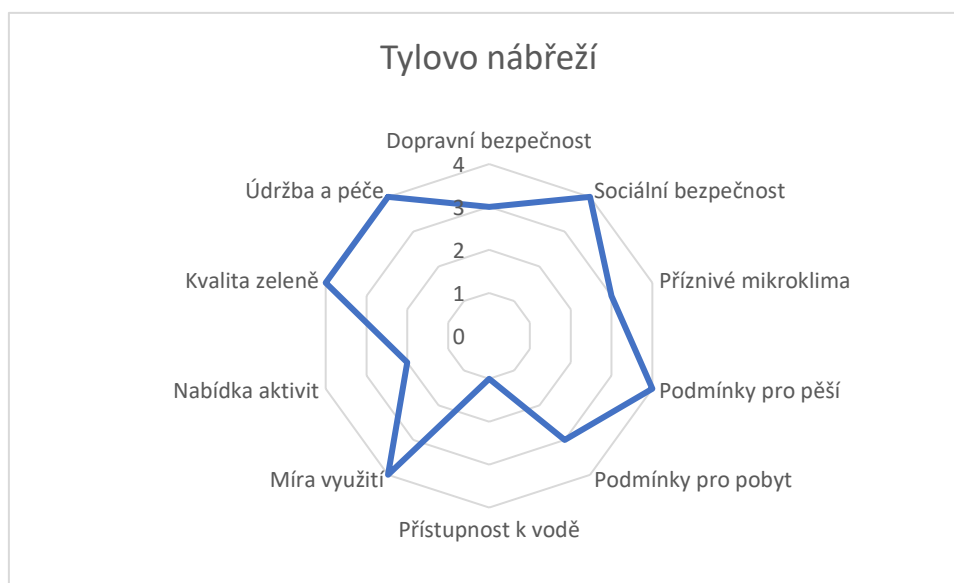 Tylovo nábřeží
Dopravní bezpečnost
4
Údržba a péče
Sociální bezpečnost
3
2
Kvalita zeleně
Příznivé mikroklima
1
0
Nabídka aktivit
Podmínky pro pěší
Míra využití
Podmínky pro pobyt
Přístupnost k vodě